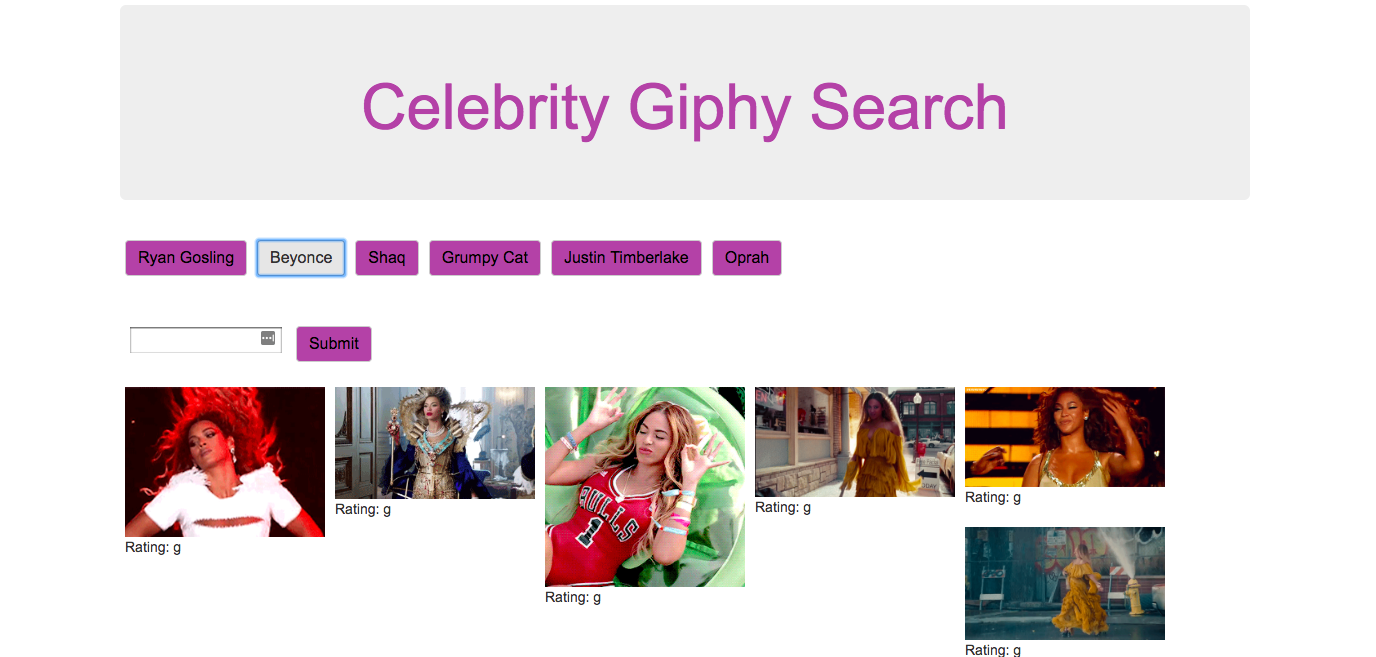 Celebrity Giphy Search
Ryan Gosling
Beyonce
Shaq
Grumpy Cat
Justin Timberlake
Oprah
Submit
BULLS
1
Rating: g
Rating: g
Rating: g
Rating: g
Rating: g
Rating: g